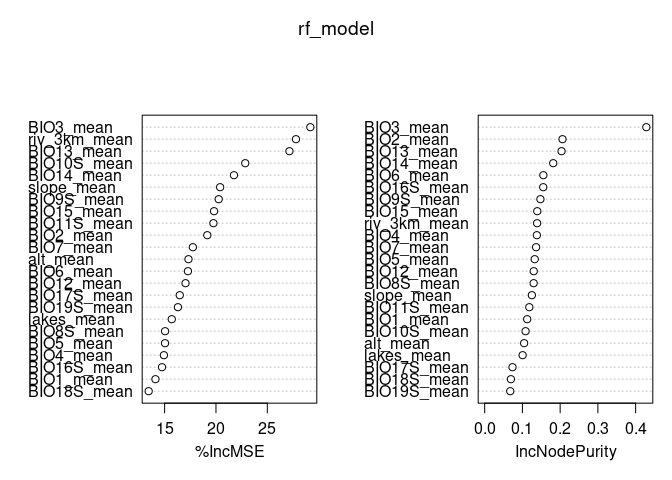 rf_model
BIO3_mean
riv_3km_mean
BIO13_mean
BIO10S_mean
BIO14_mean
slope_mean
BIO9S_mean
BIO15_mean
BIO11S_mean
BIO2_mean
BIO7_mean
alt_mean
BIO6_mean
BIO12_mean
BIO17S_mean
BIO19S_mean
lakes_mean
BIO8S_mean
BIO5_mean
BIO4_mean
BIO16S_mean
BIO1_mean
BIO18S_mean
15 20 25
%IncMSE
BIO3_mean
BIO2_mean
BIO13_mean
BIO14_mean
BIO6_mean
BIO16S_mean
BIO9S_mean
BIO15_mean
riv_3km_mean
BIO4_mean
BIO7_mean
BIO5_mean
BIO12_mean
BIO8S_mean
slope_mean
BIO11S_mean
BIO1_mean
BIO10S_mean
alt_mean
lakes_mean
BIO17S_mean
BIO18S_mean
BIO19S_mean
0.0 0.1 0.2 0.3 0.4
IncNodePurity